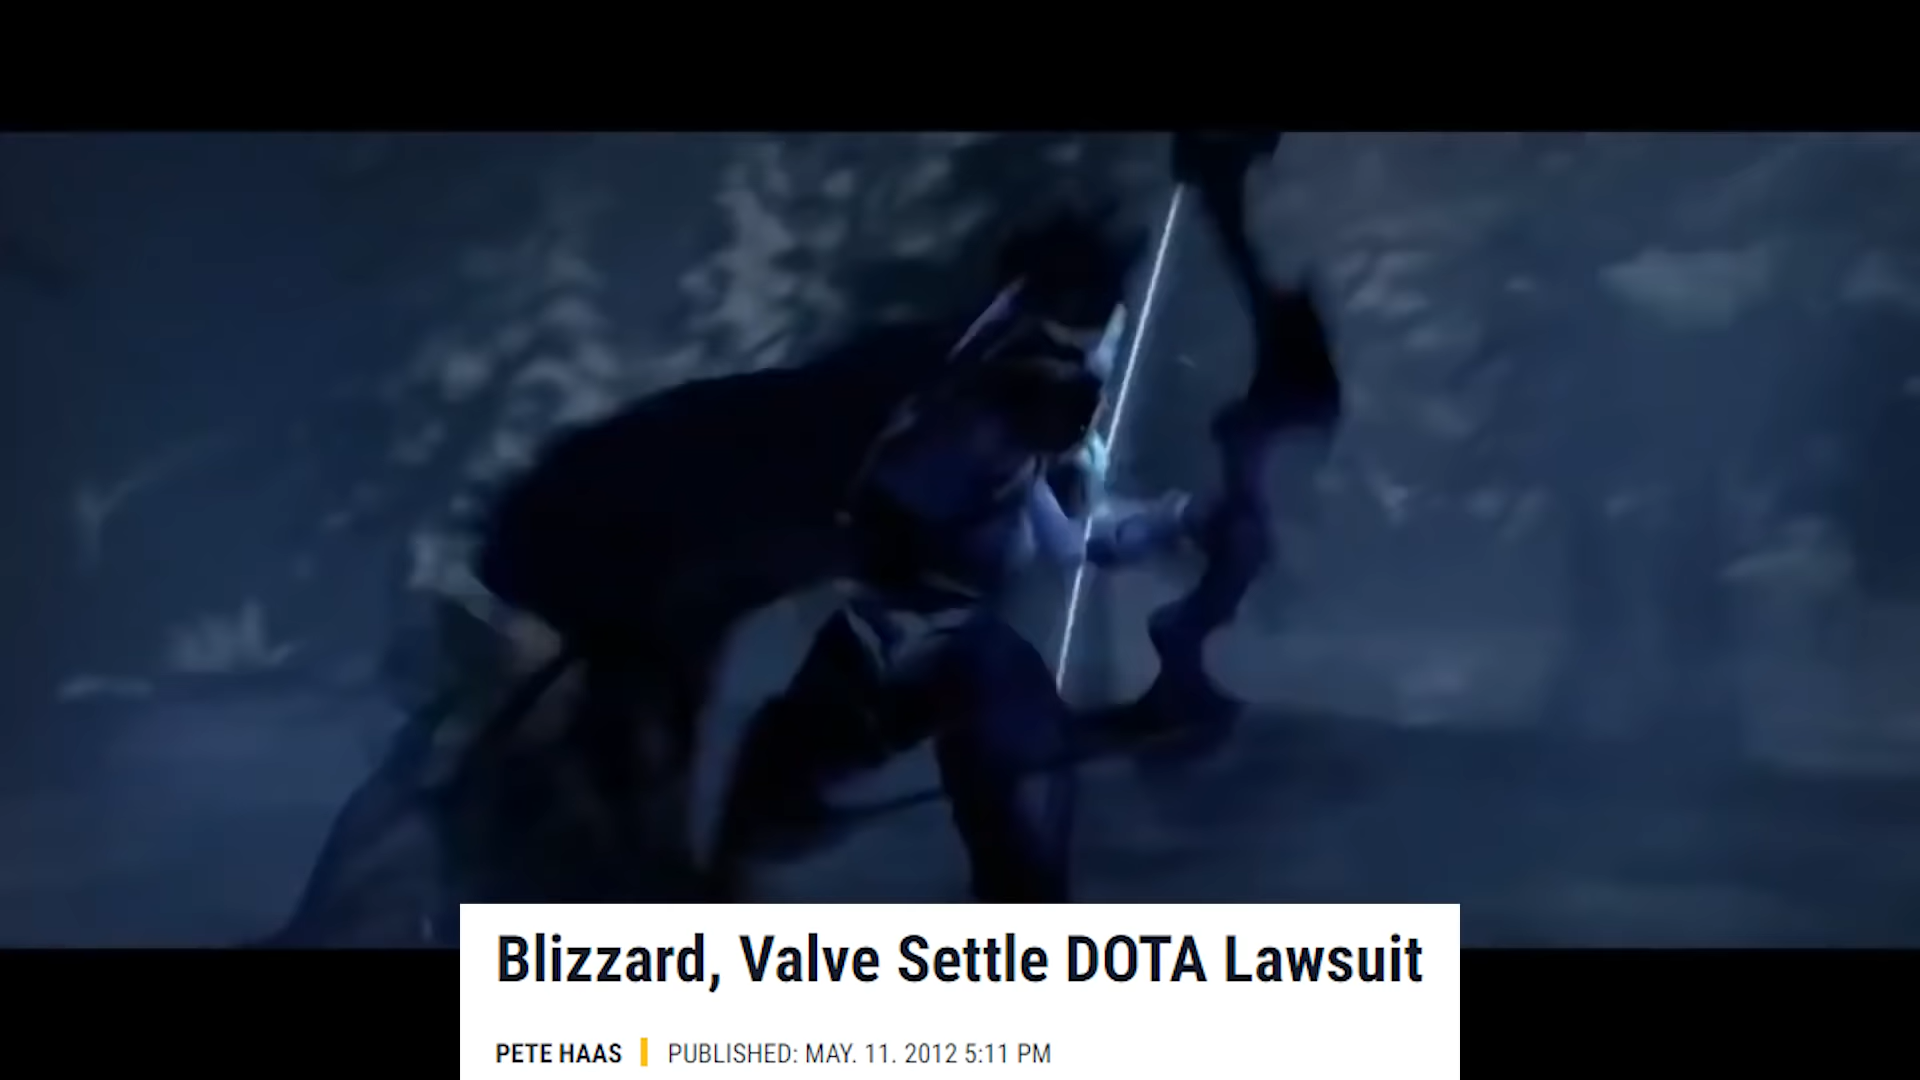 Blizzard, Valve Settle DOTA Lawsuit
PETE HAAS PUBLISHED: MAY. 11. 2012 5:11 PM